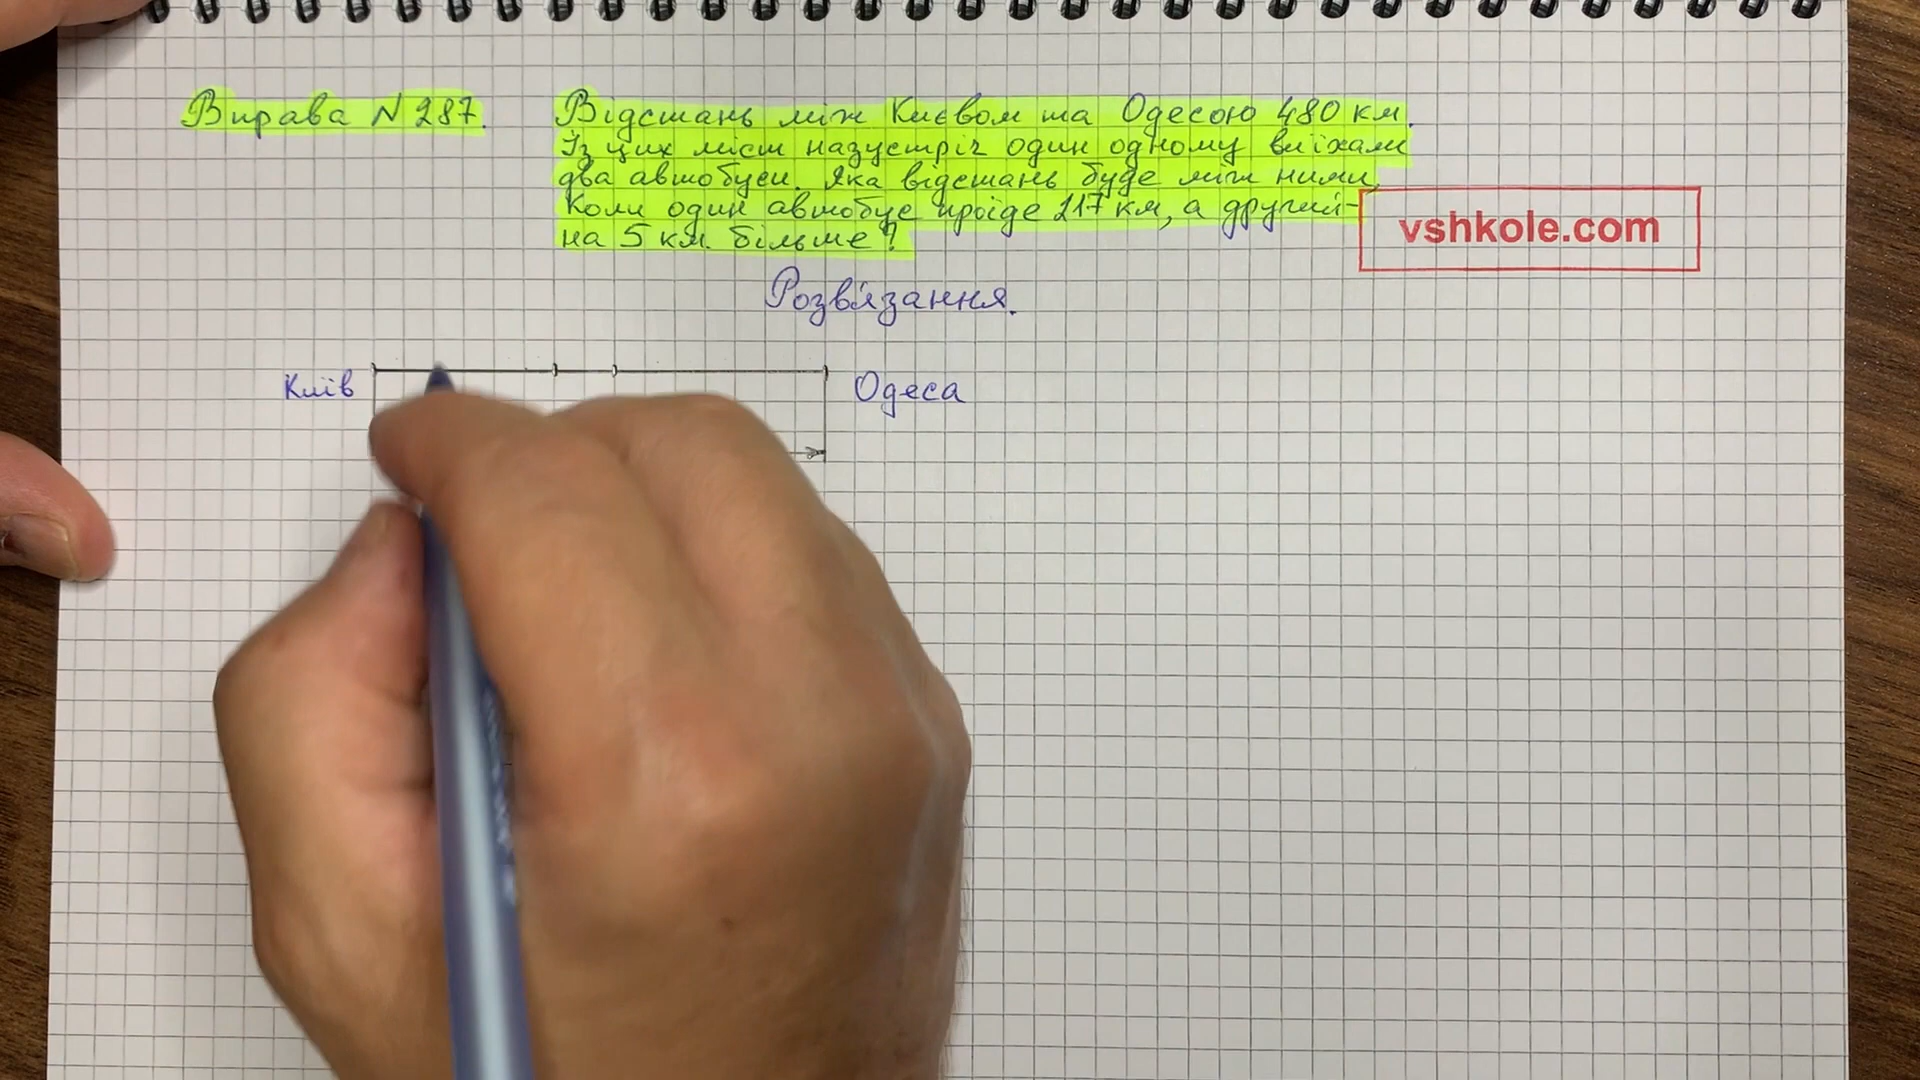 Вправа N 287.
Відстань між Києвом та Одесою 480 км.
Із цих міст назустріч один одному виїхали
два автобуси. Яка відстань буде між ними,
коли один автобус проїде 217 км, а другий-
на 5 км. більше?
vshkole.com
Розв'язання.
Київ
Одеса